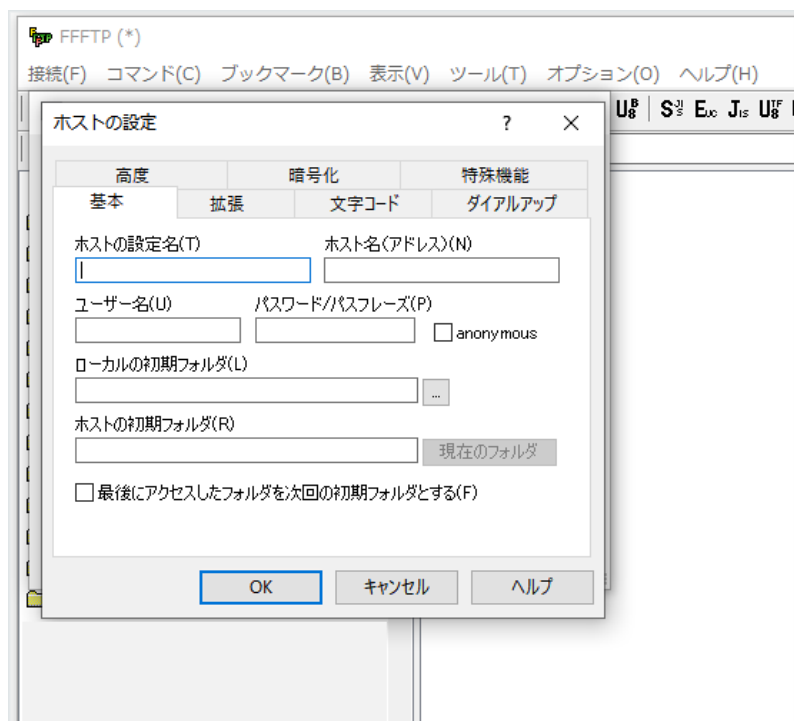 FFFTP (*)
接続(F) コマンド(C) ブックマーク(B) 表示(V) ツール(T) オプション(O) ヘルプ(H)
ホストの設定 ?
高度 暗号化 特殊機能
基本 拡張 文字コード ダイアルアップ
ホストの設定名(T) ホスト名(アドレス)(N)
ユーザー名(U) パスワード/パスフレーズ(P)
anonymous
ローカルの初期フォルダ(L)
...
ホストの初期フォルダ(R)
現在のフォルダ
最後にアクセスしたフォルダを次回の初期フォルダとする(F)
OK キャンセル ヘルプ